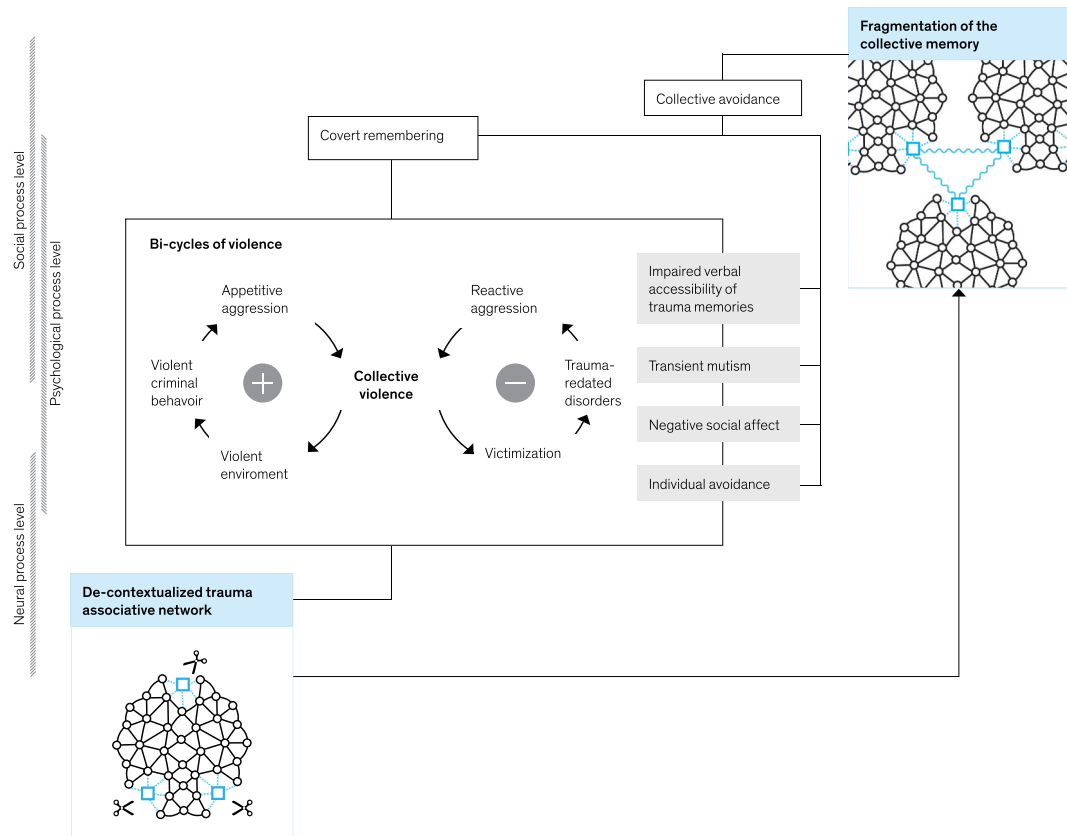 Fragmentation of the
collective memory
Collective avoidance
Covert remembering
Social process level
Psychological process level
Neural process level
Bi-cycles of violence
Appetitive
aggression
Reactive
aggression
Violent
criminal
behavoir
Collective
violence
Trauma-
redated
disorders
Violent
enviroment
Victimization
Impaired verbal
accessibility of
trauma memories
Transient mutism
Negative social affect
Individual avoidance
De-contextualized trauma
associative network